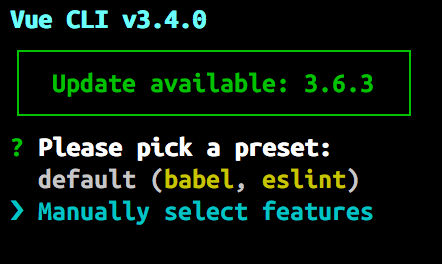 Vue CLI v3.4.0
Update available: 3.6.3
? Please pick a preset:
default (babel, eslint)
❯ Manually select features